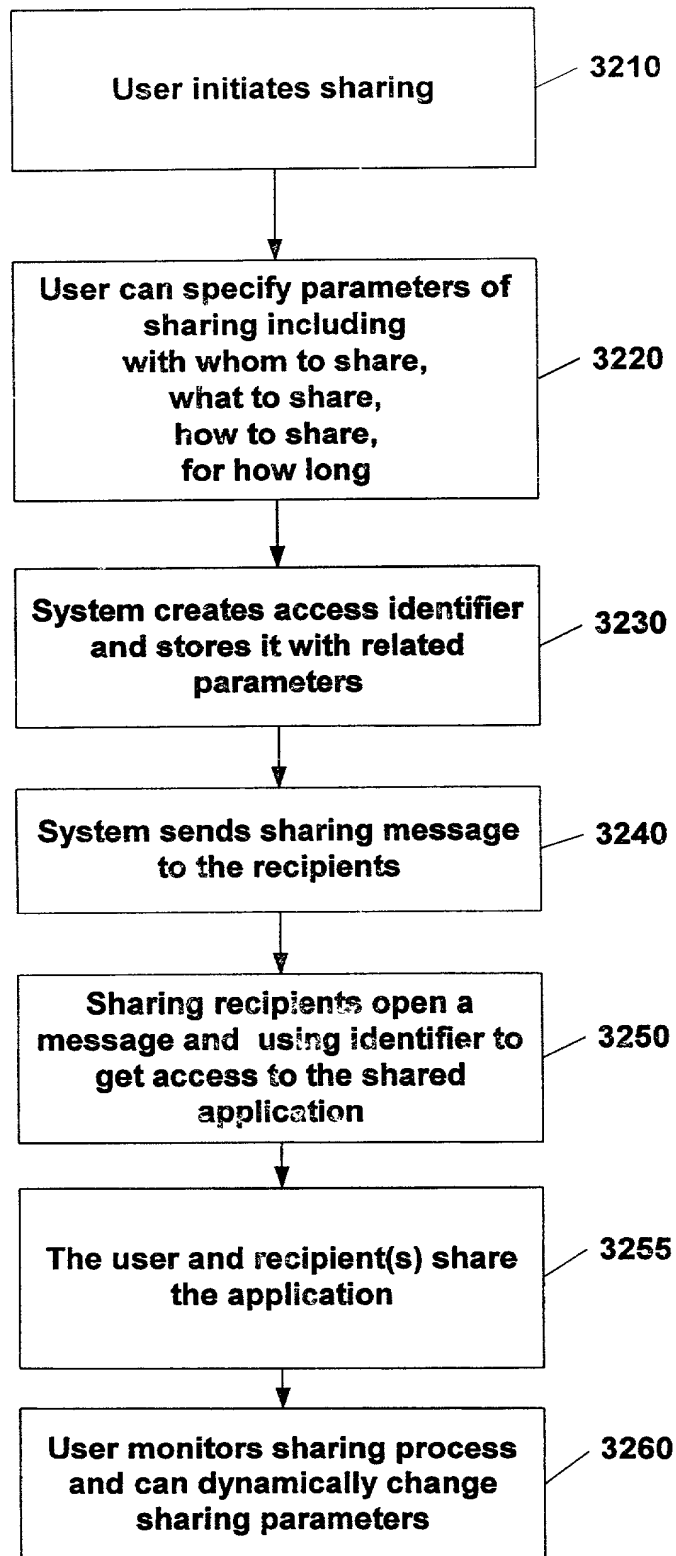 User initiates sharing
3210
User can specify parameters of
sharing including
with whom to share,
what to share,
how to share,
for how long
3220
System creates access identifier
and stores it with related
parameters
3230
System sends sharing message
to the recipients
3240
Sharing recipients open a
message and using identifier to
get access to the shared
application
3250
The user and recipient(s) share
the application
3255
User monitors sharing process
and can dynamically change
sharing parameters
3260